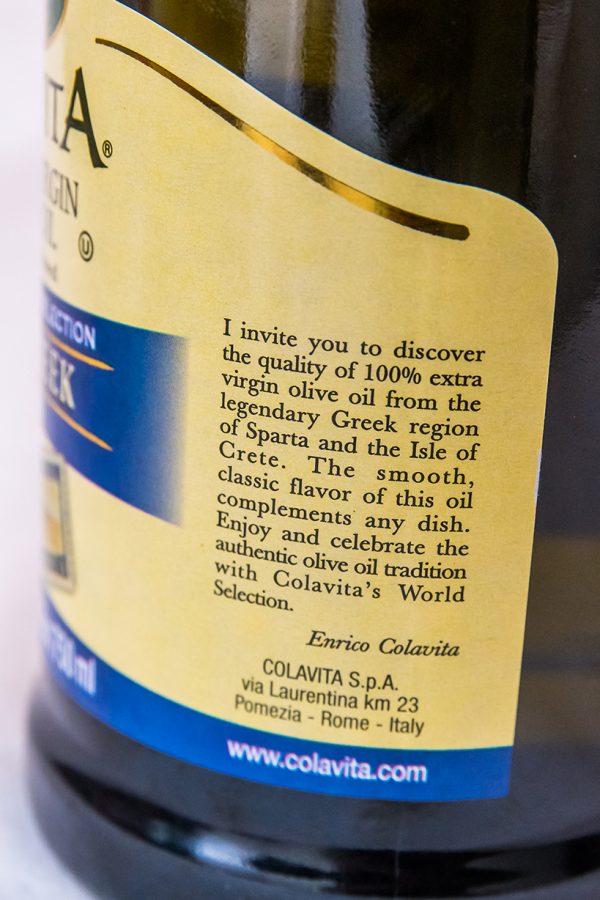 ®
U
I invite you to discover
the quality of 100% extra
virgin olive oil from the
legendary Greek region
of Sparta and the Isle of
Crete. The smooth,
classic flavor of this oil
complements any dish.
Enjoy and celebrate the
authentic olive oil tradition
with Colavita's World
Selection.
Enrico Colavita
COLAVITA S.p.A.
via Laurentina km 23
Pomezia - Rome - Italy
www.colavita.com